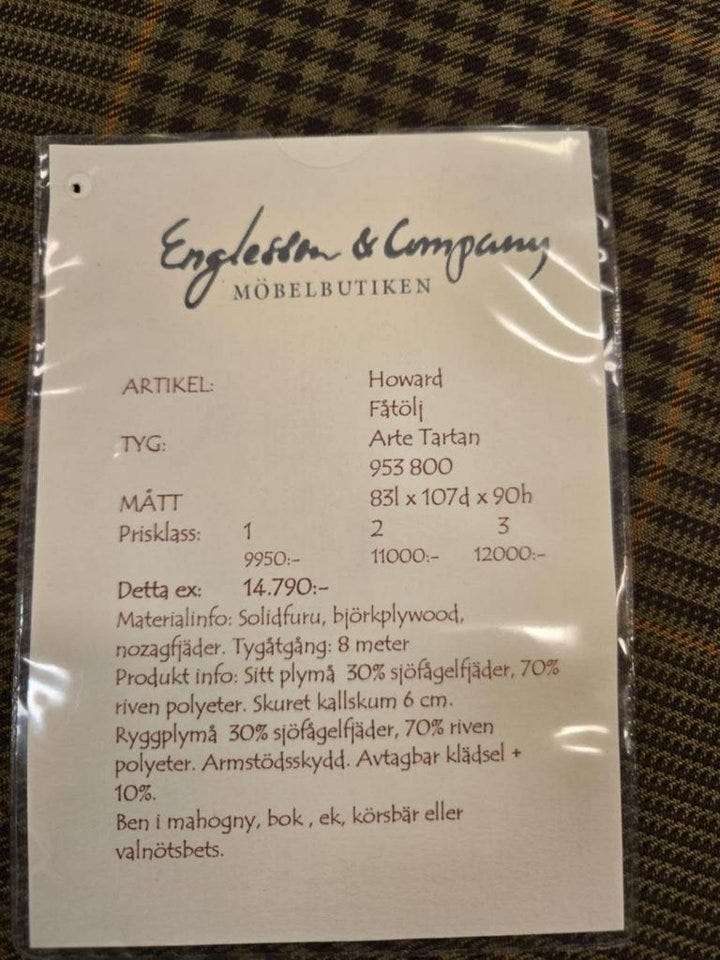 Englesson & Company
MÖBELBUTIKEN
ARTIKEL: Howard
Fåtölj
TYG: Arte Tartan
953 800
MÅTT 83l x 107d x 90h
Prisklass: 1 2 3
9950:- 11000:- 12000:-
Detta ex: 14.790:-
Materialinfo: Solidfuru, björkplywood,
nozagfjäder. Tygåtgång: 8 meter
Produkt info: Sitt plymå 30% sjöfågelfjäder, 70%
riven polyeter. Skuret kallskum 6 cm.
Ryggplymå 30% sjöfågelfjäder, 70% riven
polyeter. Armstödsskydd. Avtagbar klädsel +
10%.
Ben i mahogny, bok , ek, körsbär eller
valnötsbets.